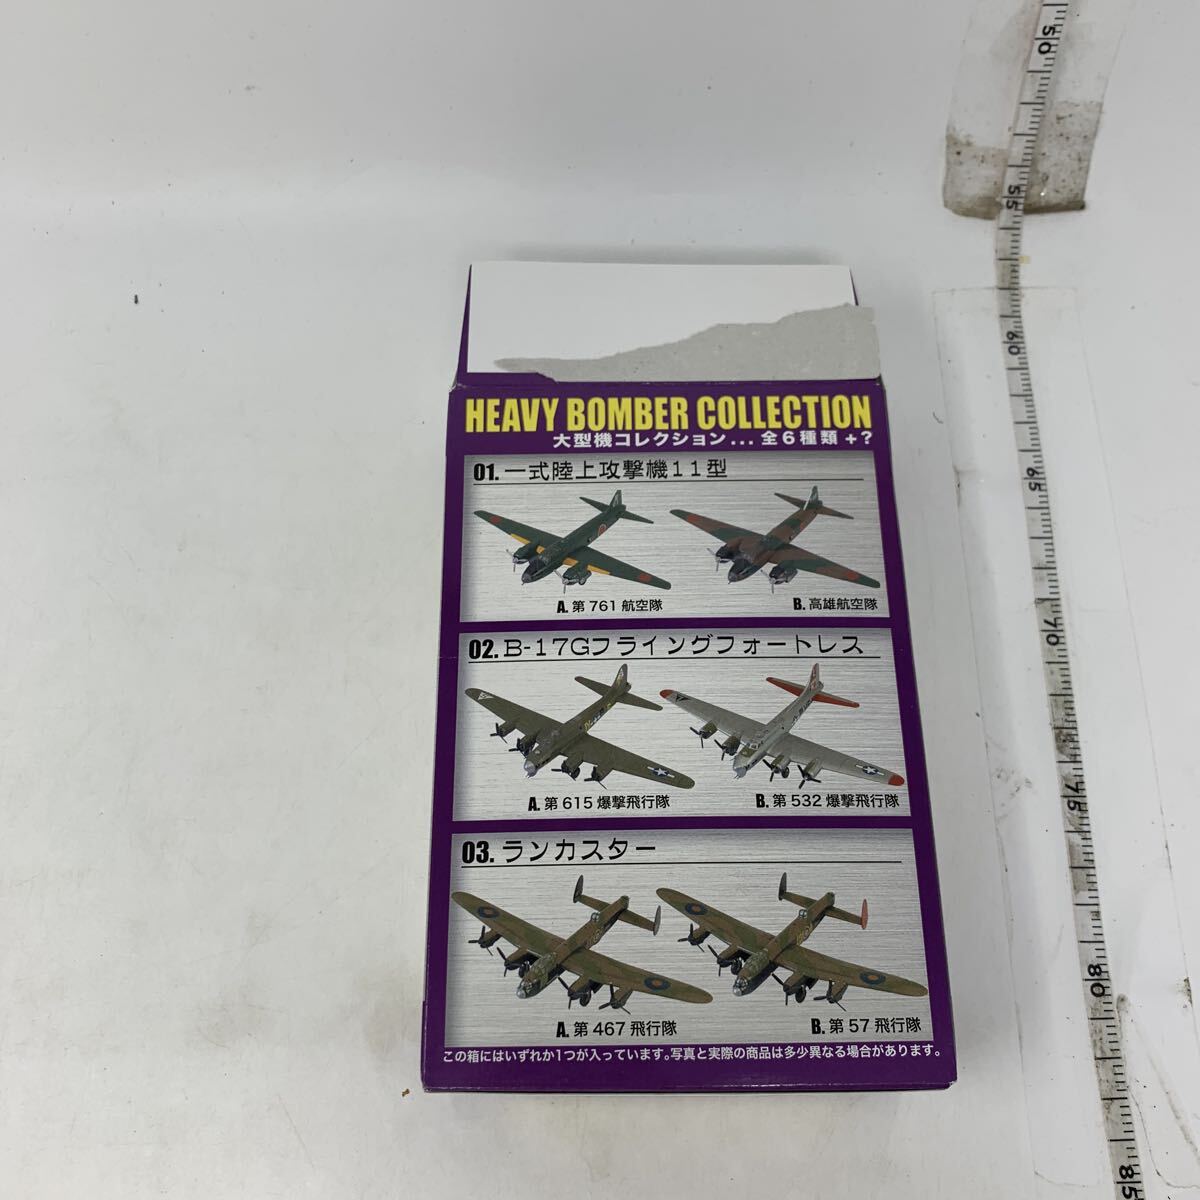 HEAVY BOMBER COLLECTION
大型機コレクション...全6種類+?
01. 一式陸上攻撃機11型
A. 第761航空隊
B. 高雄航空隊
02. B-17Gフライングフォートレス
A. 第615爆撃飛行隊
B. 第532爆撃飛行隊
03. ランカスター
A. 第467飛行隊
B. 第57飛行隊
この箱にはいずれか1つが入っています。写真と実際の商品は多少異なる場合があります。
50
55
60
65
70
75
80
85